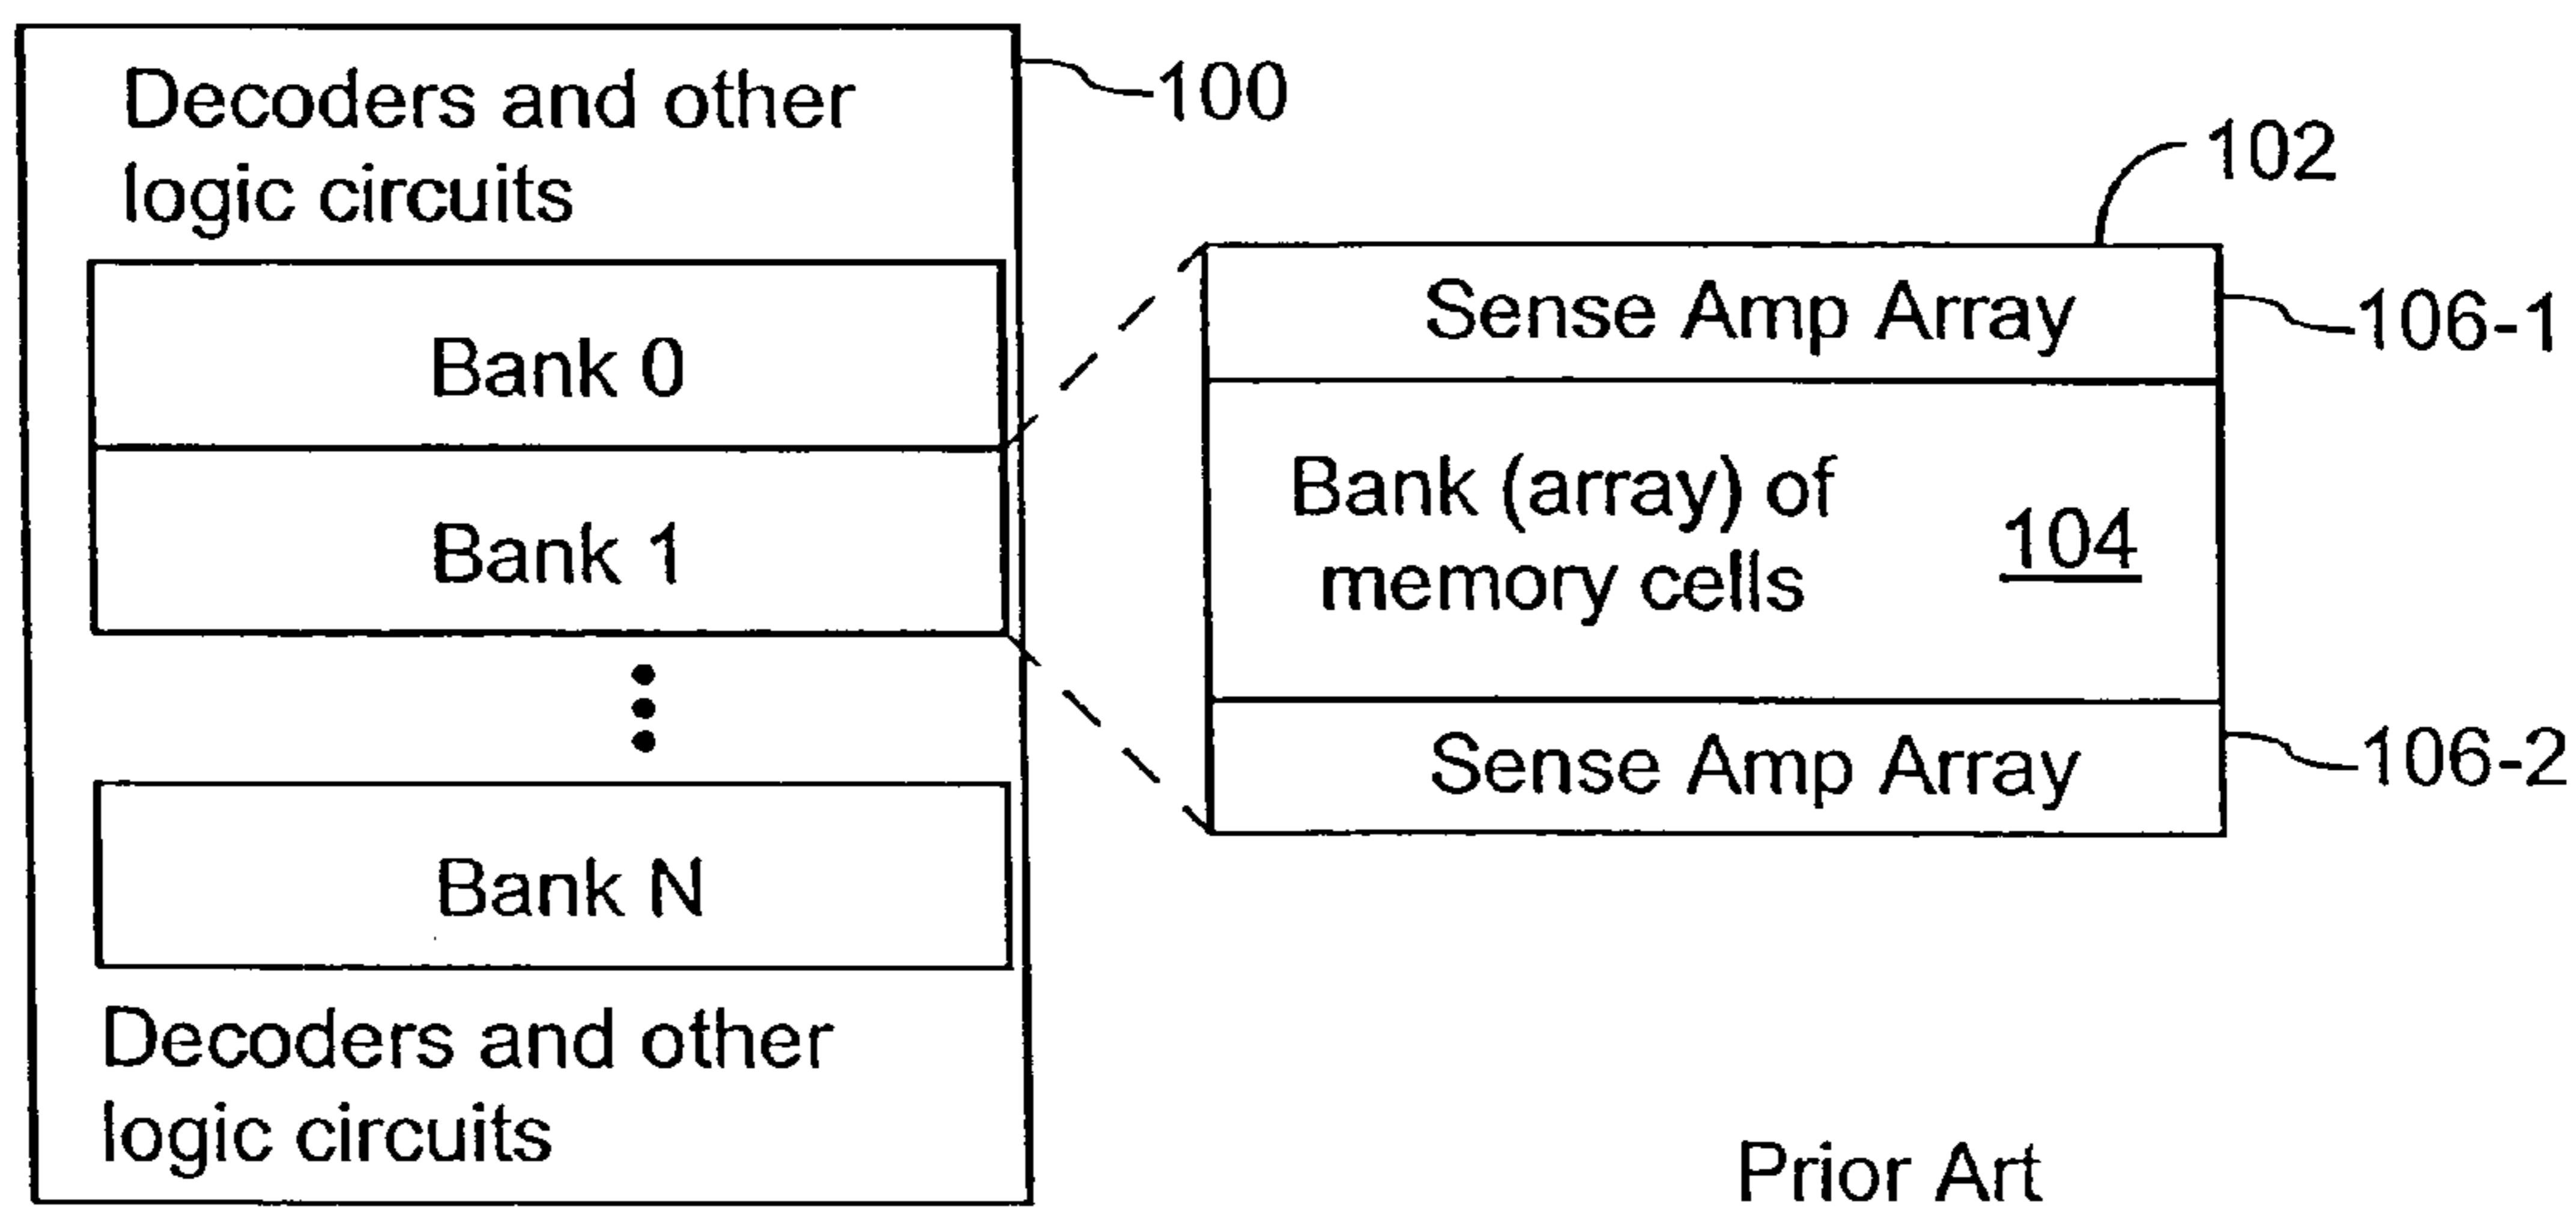 Decoders and other
logic circuits
100
Bank 0
Bank 1
Bank N
Decoders and other
logic circuits
102
Sense Amp Array
106-1
Bank (array) of
memory cells
104
Sense Amp Array
106-2
Prior Art